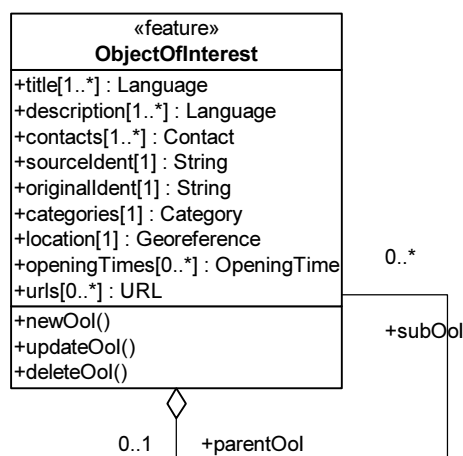 «feature»
ObjectOfInterest
+title[1..*] : Language
+description[1..*] : Language
+contacts[1..*] : Contact
+sourceIdent[1] : String
+originalIdent[1] : String
+categories[1] : Category
+location[1] : Georeference
+openingTimes[0..*] : OpeningTime
+urls[0..*] : URL
+newOoI()
+updateOoI()
+deleteOoI()
0..*
+subOoI
0..1 +parentOoI